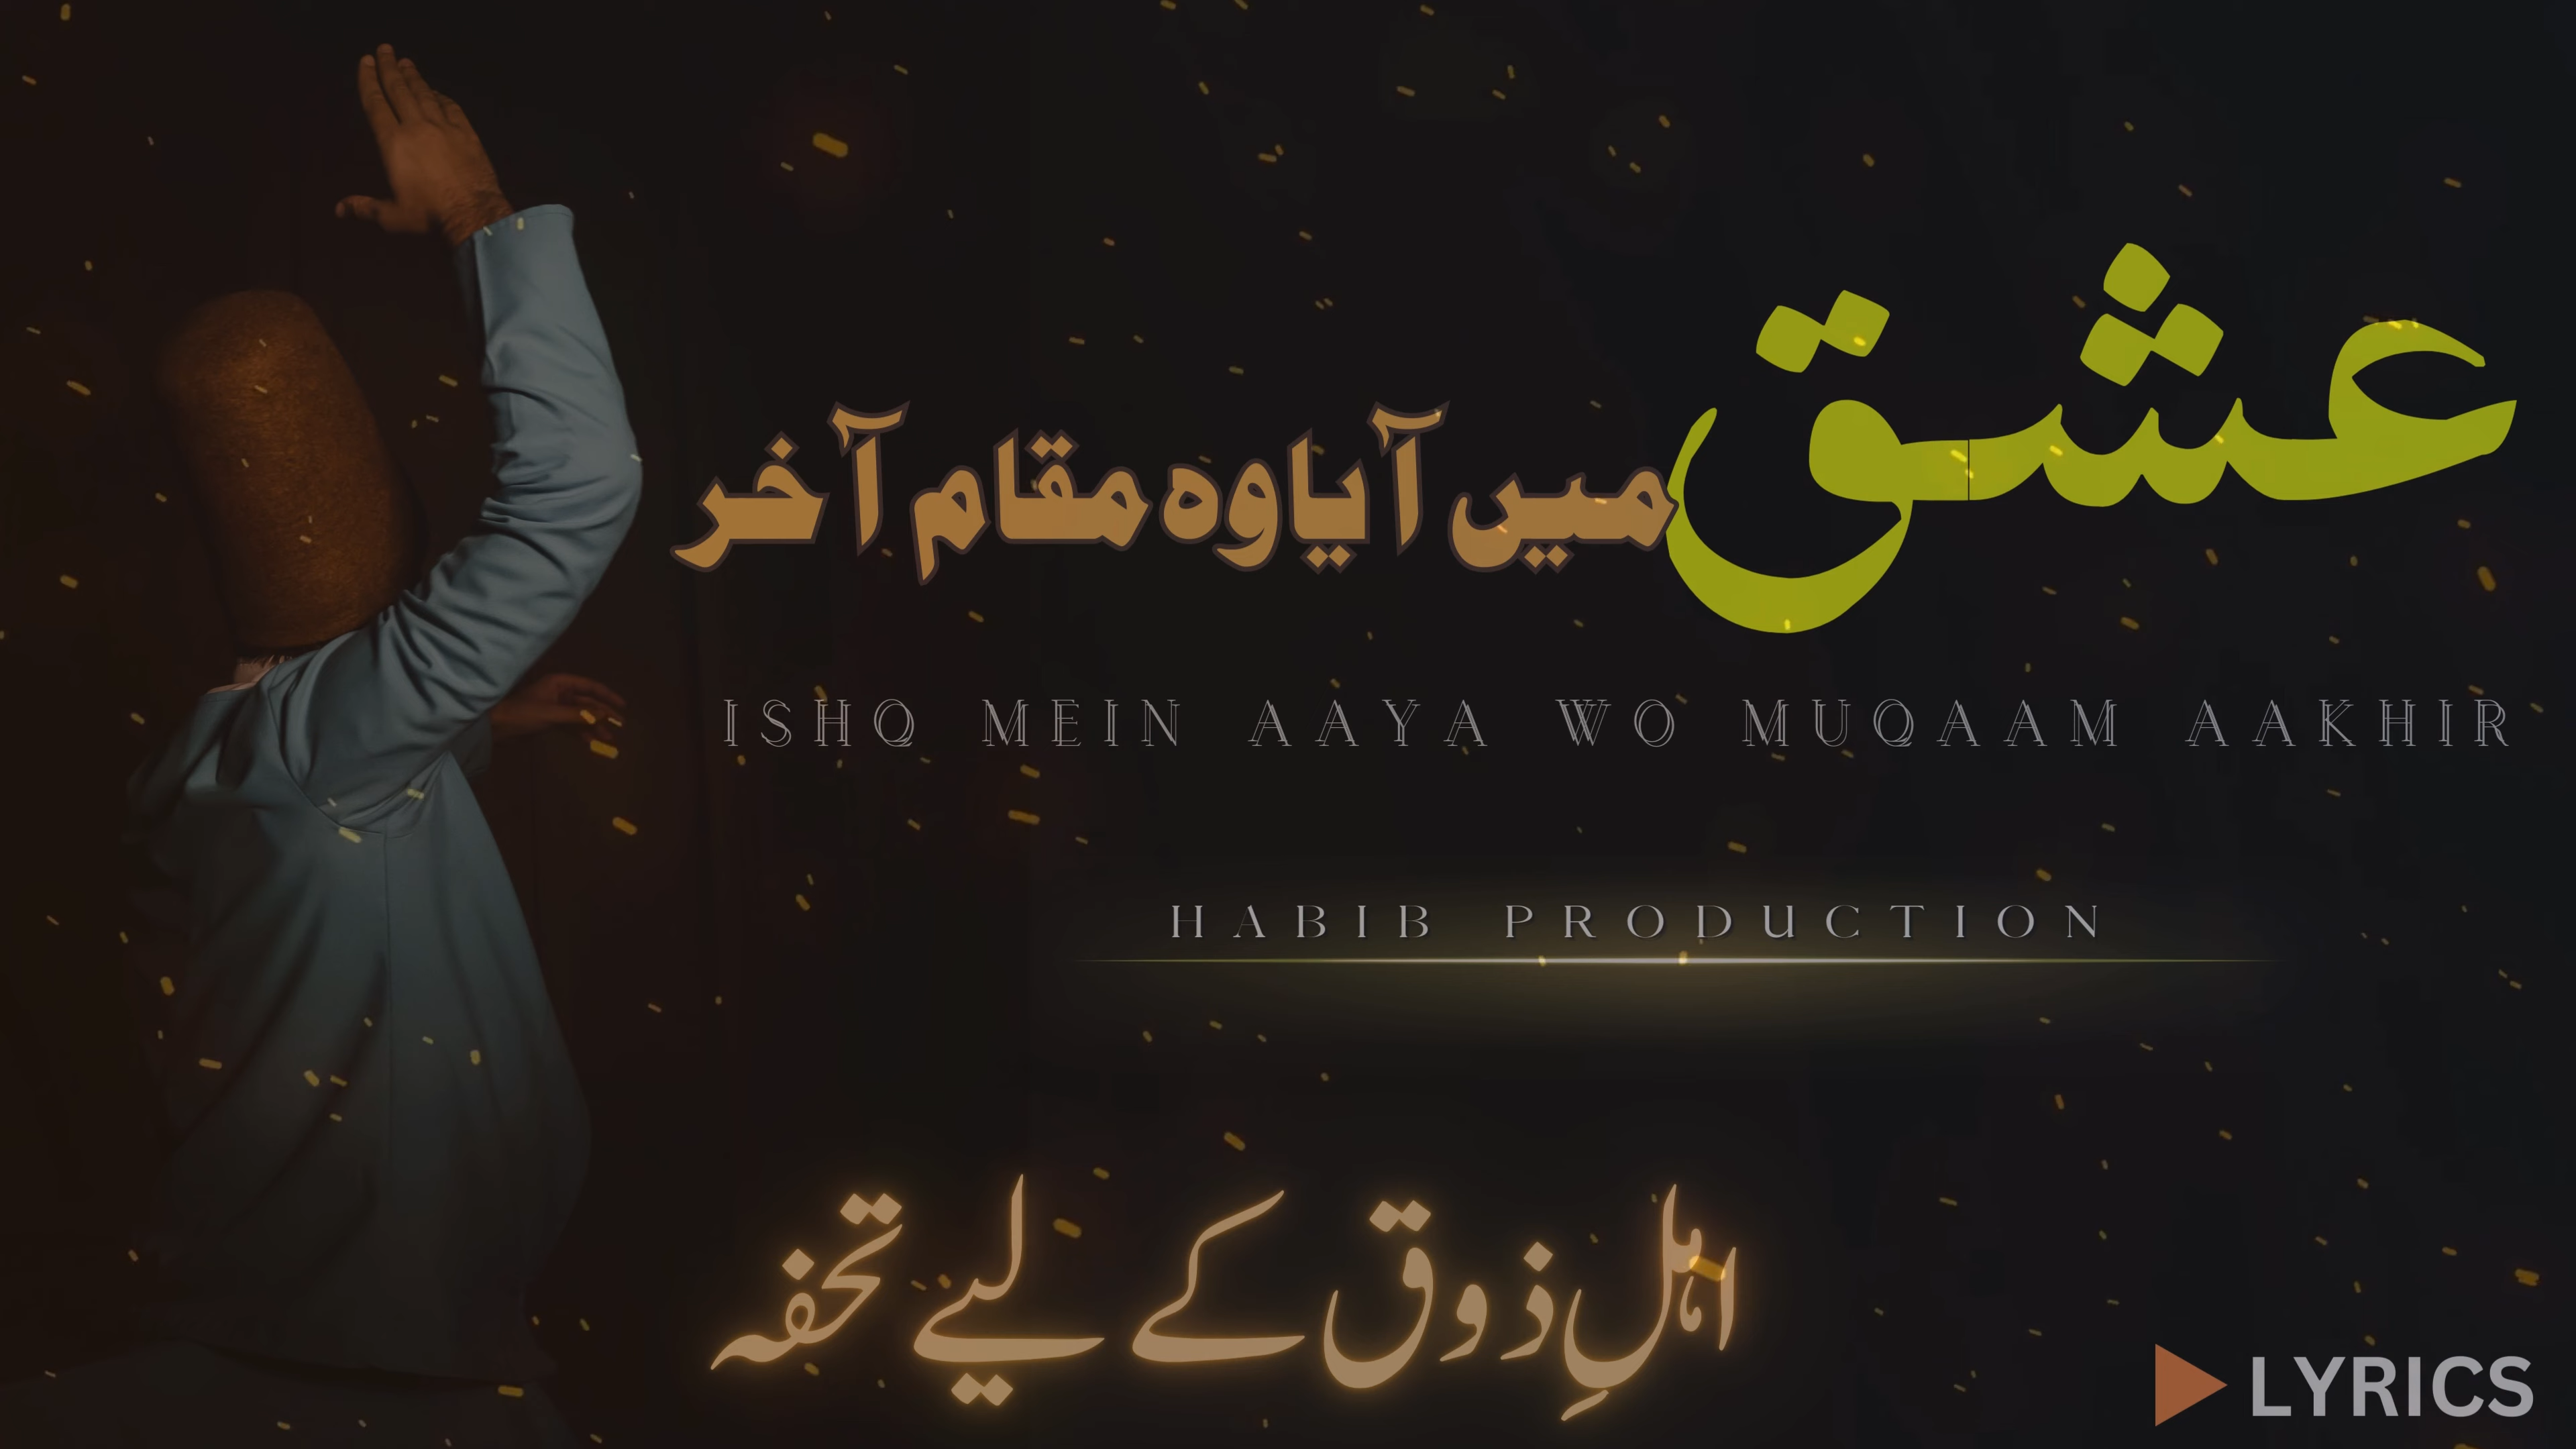 عشق میں آیا وہ مقام آخر
ISHQ MEIN AAYA WO MUQAAM AAKHIR
HABIB PRODUCTION
اہلِ ذوق کے لیے تحفہ
LYRICS